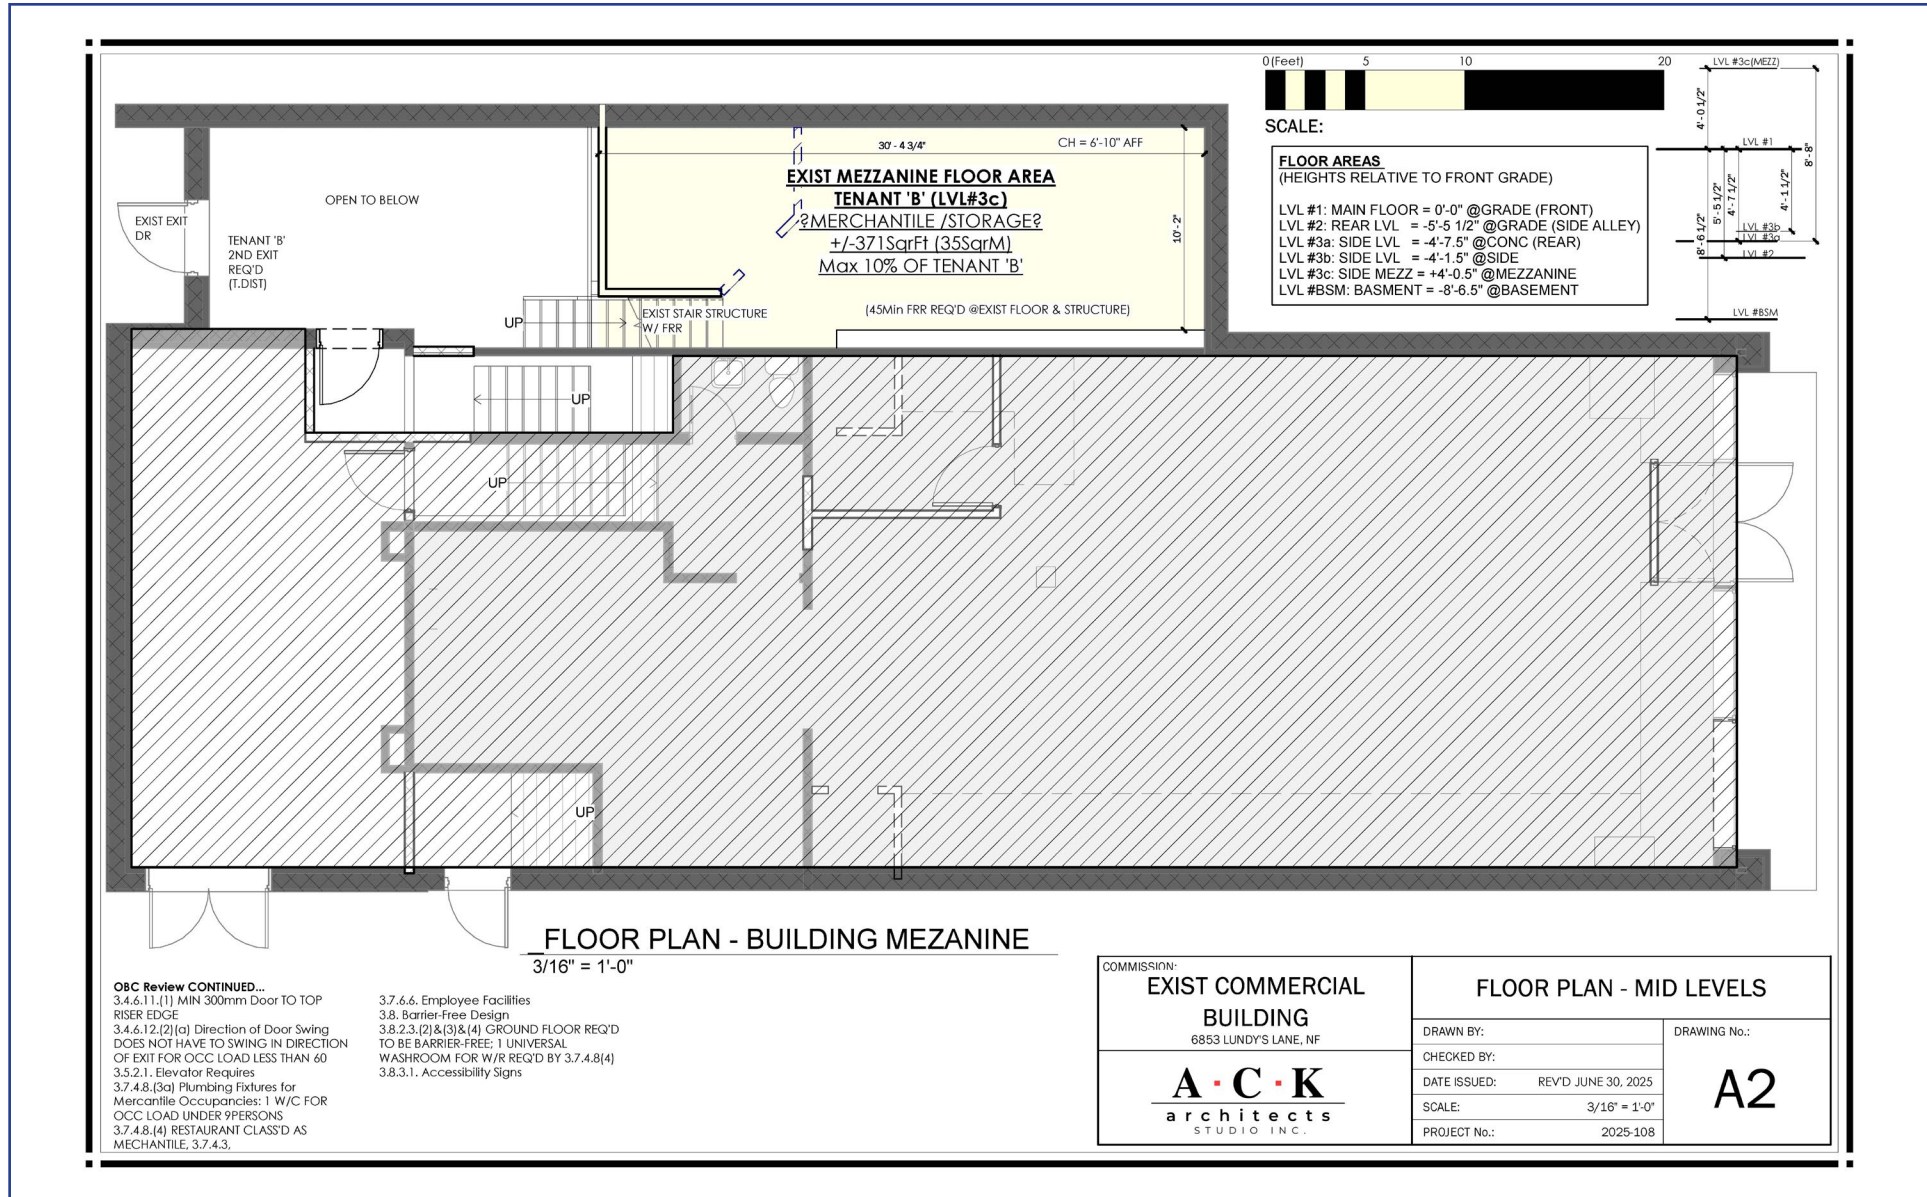 0(Feet) 5 10 20
SCALE:
LVL #3c(MEZZ)
4'-0 1/2"
LVL #1
8'-8"
5'-5 1/2"
4'-7 1/2"
4'-1 1/2"
8'-6 1/2"
LVL #3b
LVL #3a
LVL #2
LVL #BSM
FLOOR AREAS
(HEIGHTS RELATIVE TO FRONT GRADE)
LVL #1: MAIN FLOOR = 0'-0" @GRADE (FRONT)
LVL #2: REAR LVL = -5'-5 1/2" @GRADE (SIDE ALLEY)
LVL #3a: SIDE LVL = -4'-7.5" @CONC (REAR)
LVL #3b: SIDE LVL = -4'-1.5" @SIDE
LVL #3c: SIDE MEZZ = +4'-0.5" @MEZZANINE
LVL #BSM: BASMENT = -8'-6.5" @BASEMENT
30' - 4 3/4"
CH = 6'-10" AFF
10' - 2"
EXIST MEZZANINE FLOOR AREA
TENANT 'B' (LVL#3c)
?MERCHANTILE /STORAGE?
+/-371SqrFt (35SqrM)
Max 10% OF TENANT 'B'
(45Min FRR REQ'D @EXIST FLOOR & STRUCTURE)
OPEN TO BELOW
EXIST EXIT
DR
TENANT 'B'
2ND EXIT
REQ'D
(T.DIST)
UP
EXIST STAIR STRUCTURE
W/ FRR
UP
UP
UP
_FLOOR PLAN - BUILDING MEZANINE
3/16" = 1'-0"
OBC Review CONTINUED...
3.4.6.11.(1) MIN 300mm Door TO TOP
RISER EDGE
3.4.6.12.(2)(a) Direction of Door Swing
DOES NOT HAVE TO SWING IN DIRECTION
OF EXIT FOR OCC LOAD LESS THAN 60
3.5.2.1. Elevator Requires
3.7.4.8.(3a) Plumbing Fixtures for
Mercantile Occupancies: 1 W/C FOR
OCC LOAD UNDER 9PERSONS
3.7.4.8.(4) RESTAURANT CLASS'D AS
MECHANTILE, 3.7.4.3,
3.7.6.6. Employee Facilities
3.8. Barrier-Free Design
3.8.2.3.(2)&(3)&(4) GROUND FLOOR REQ'D
TO BE BARRIER-FREE; 1 UNIVERSAL
WASHROOM FOR W/R REQ'D BY 3.7.4.8(4)
3.8.3.1. Accessibility Signs
COMMISSION:
EXIST COMMERCIAL
BUILDING
6853 LUNDY'S LANE, NF
A·C·K
architects
STUDIO INC.
FLOOR PLAN - MID LEVELS
DRAWN BY:
CHECKED BY:
DATE ISSUED: REV'D JUNE 30, 2025
SCALE: 3/16" = 1'-0"
PROJECT No.: 2025-108
DRAWING No.:
A2